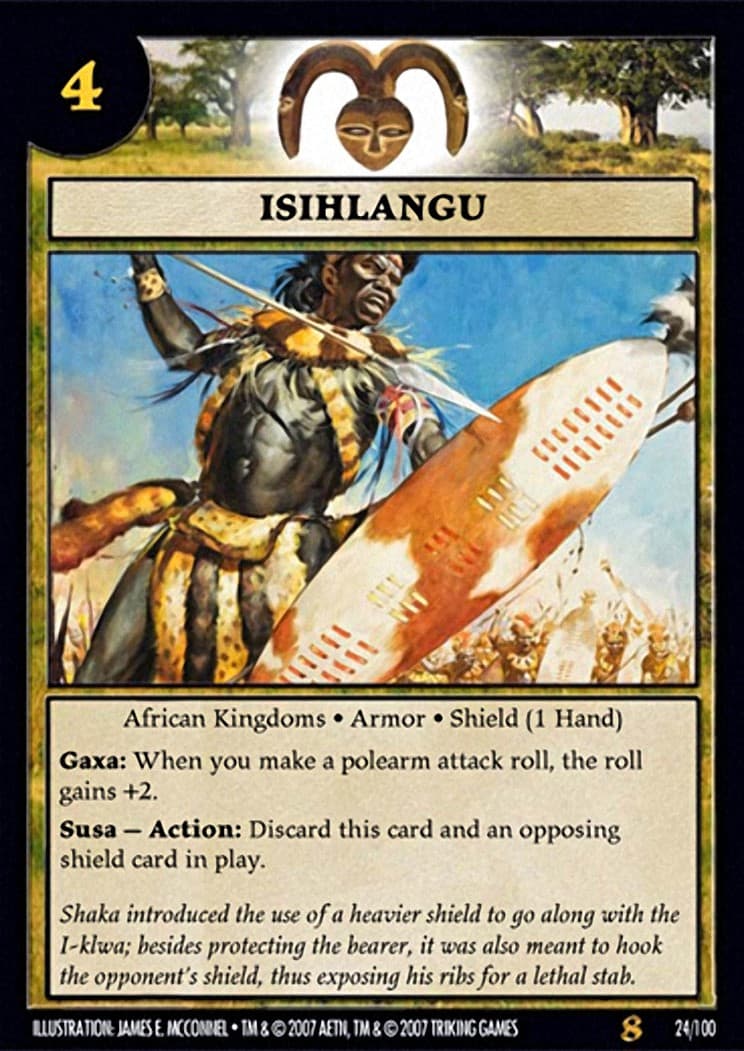 4
ISIHLANGU
African Kingdoms • Armor • Shield (1 Hand)
Gaxa: When you make a polearm attack roll, the roll
gains +2.
Susa – Action: Discard this card and an opposing
shield card in play.
Shaka introduced the use of a heavier shield to go along with the
I-klwa; besides protecting the bearer, it was also meant to hook
the opponent's shield, thus exposing his ribs for a lethal stab.
ILLUSTRATION: JAMES E. MCCONNEL • TM & © 2007 AETN, TM & © 2007 TRIKING GAMES 8 24/100